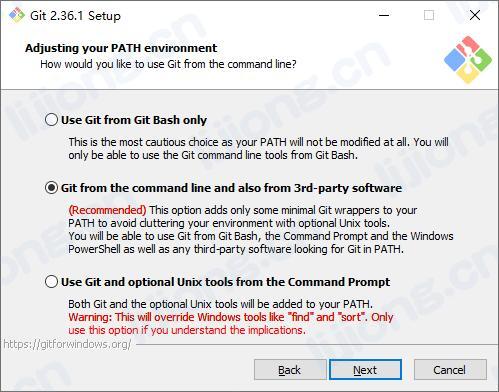 Git 2.36.1 Setup
Adjusting your PATH environment
How would you like to use Git from the command line?
Use Git from Git Bash only
This is the most cautious choice as your PATH will not be modified at all. You will
only be able to use the Git command line tools from Git Bash.
Git from the command line and also from 3rd-party software
(Recommended) This option adds only some minimal Git wrappers to your
PATH to avoid cluttering your environment with optional Unix tools.
You will be able to use Git from Git Bash, the Command Prompt and the Windows
PowerShell as well as any third-party software looking for Git in PATH.
Use Git and optional Unix tools from the Command Prompt
Both Git and the optional Unix tools will be added to your PATH.
Warning: This will override Windows tools like "find" and "sort". Only
use this option if you understand the implications.
https://gitforwindows.org/
Back Next Cancel
lijiong.cn